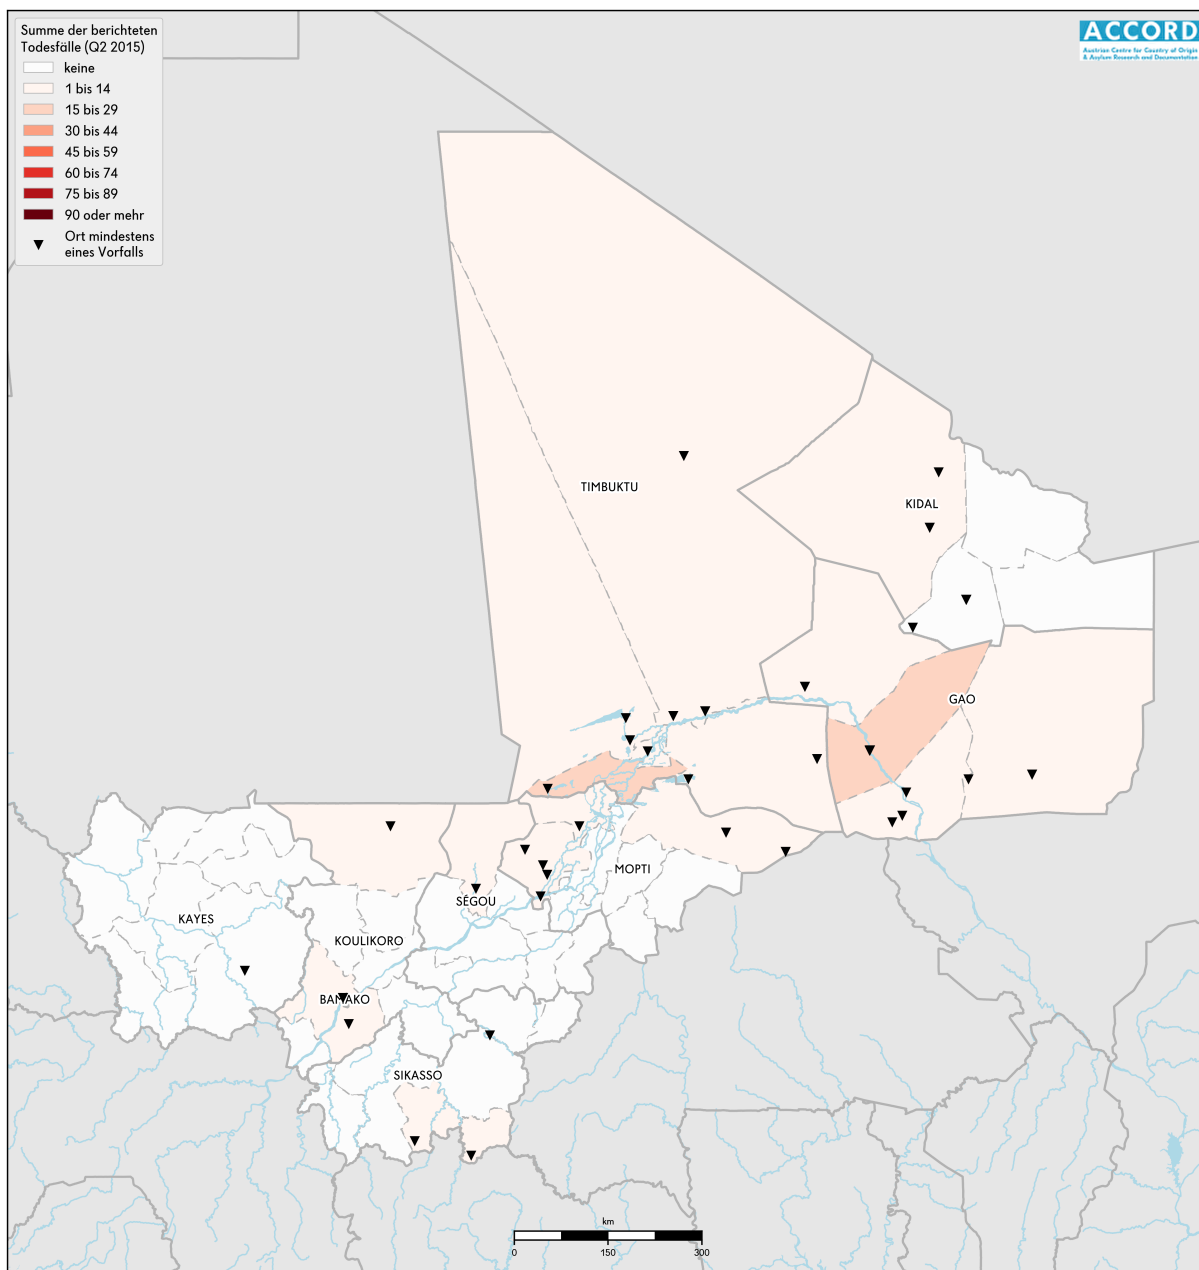 Summe der berichteten
Todesfälle (Q2 2015)
keine
1 bis 14
15 bis 29
30 bis 44
45 bis 59
60 bis 74
75 bis 89
90 oder mehr
Ort mindestens
eines Vorfalls
ACCORD
Austrian Centre for Country of Origin
& Asylum Research and Documentation
TIMBUKTU
KIDAL
GAO
MOPTI
SÉGOU
KAYES
KOULIKORO
BAMAKO
SIKASSO
km
0 150 300